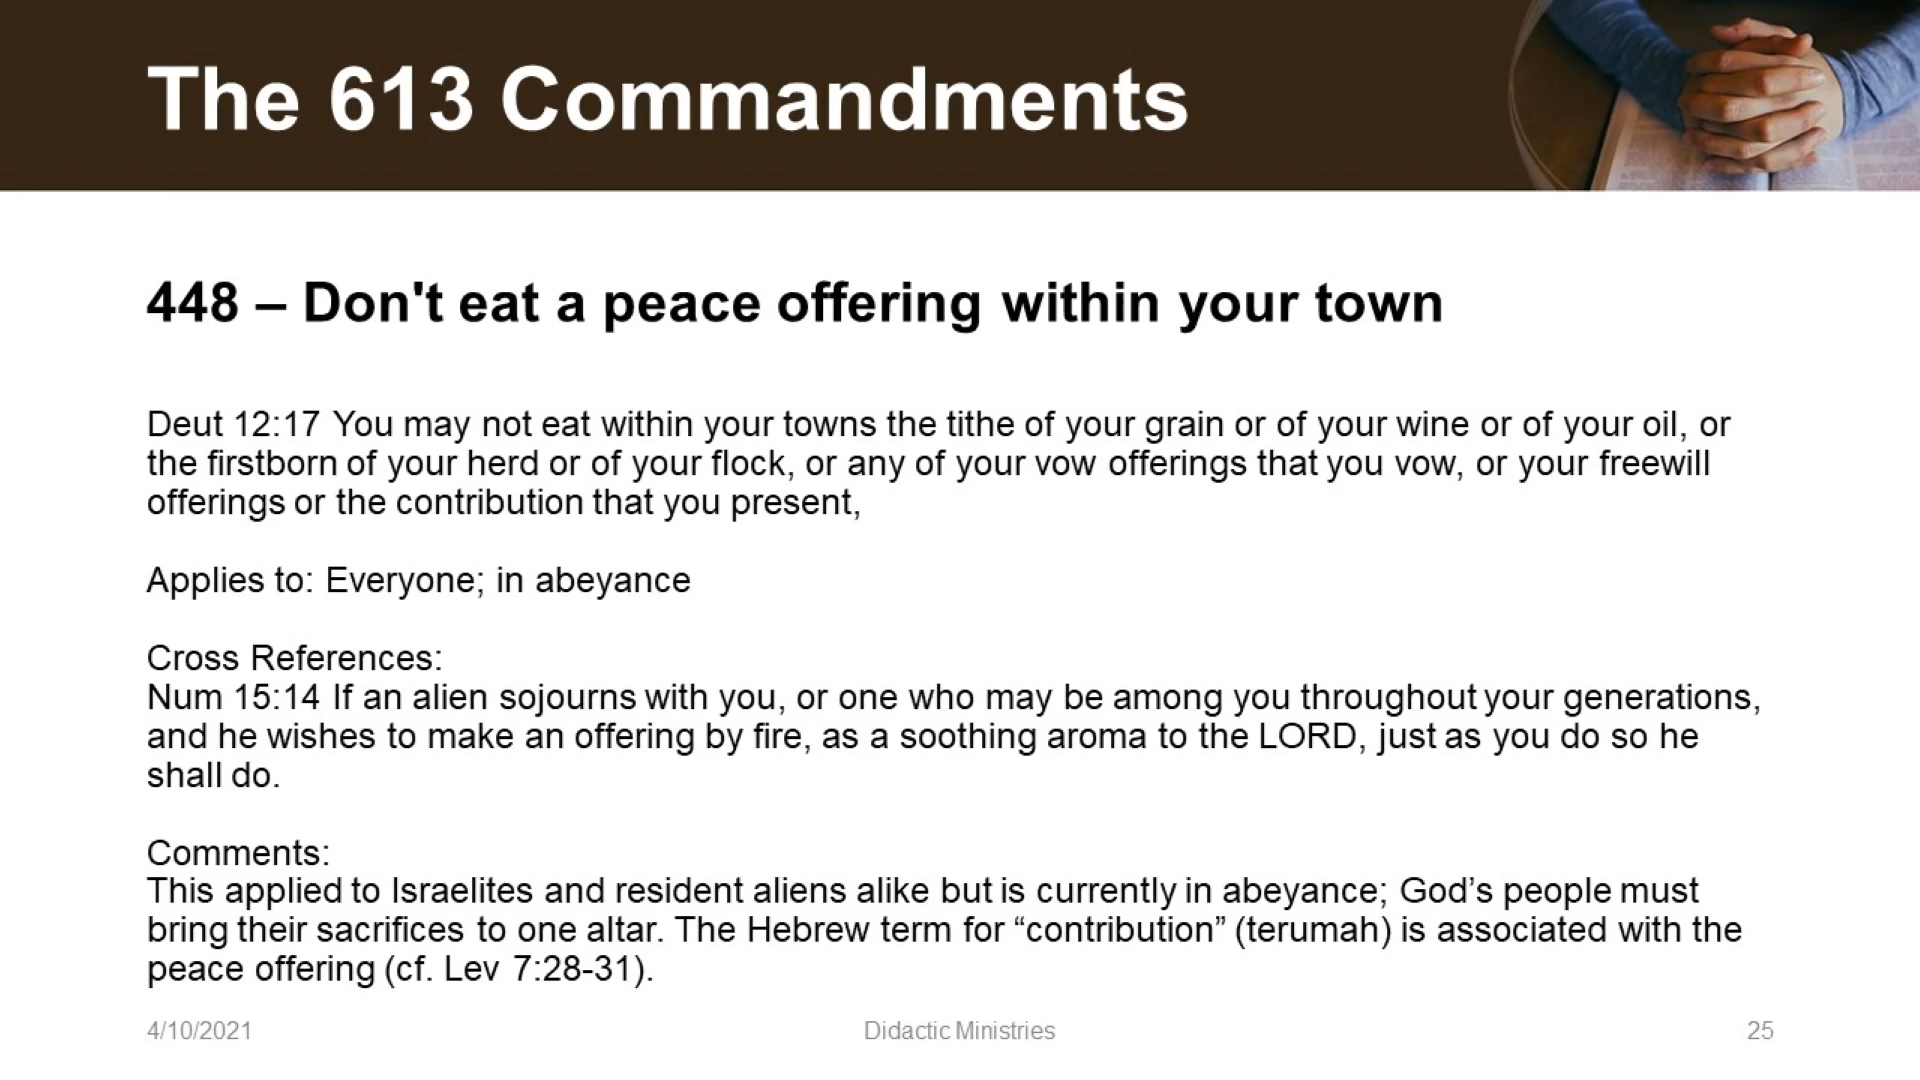 The 613 Commandments
448 – Don't eat a peace offering within your town
Deut 12:17 You may not eat within your towns the tithe of your grain or of your wine or of your oil, or
the firstborn of your herd or of your flock, or any of your vow offerings that you vow, or your freewill
offerings or the contribution that you present,
Applies to: Everyone; in abeyance
Cross References:
Num 15:14 If an alien sojourns with you, or one who may be among you throughout your generations,
and he wishes to make an offering by fire, as a soothing aroma to the LORD, just as you do so he
shall do.
Comments:
This applied to Israelites and resident aliens alike but is currently in abeyance; God’s people must
bring their sacrifices to one altar. The Hebrew term for “contribution” (terumah) is associated with the
peace offering (cf. Lev 7:28-31).
4/10/2021
Didactic Ministries
25